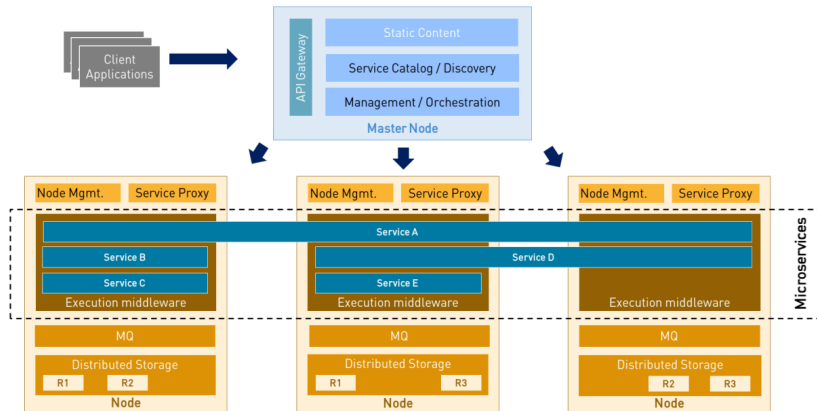 Client
Applications
API Gateway
Static Content
Service Catalog / Discovery
Management / Orchestration
Master Node
Node Mgmt.
Service Proxy
Node Mgmt.
Service Proxy
Node Mgmt.
Service Proxy
Service A
Service B
Service D
Service C
Service E
Execution middleware
Execution middleware
Execution middleware
Microservices
MQ
MQ
MQ
Distributed Storage
R1
R2
Node
Distributed Storage
R1
R3
Node
Distributed Storage
R2
R3
Node